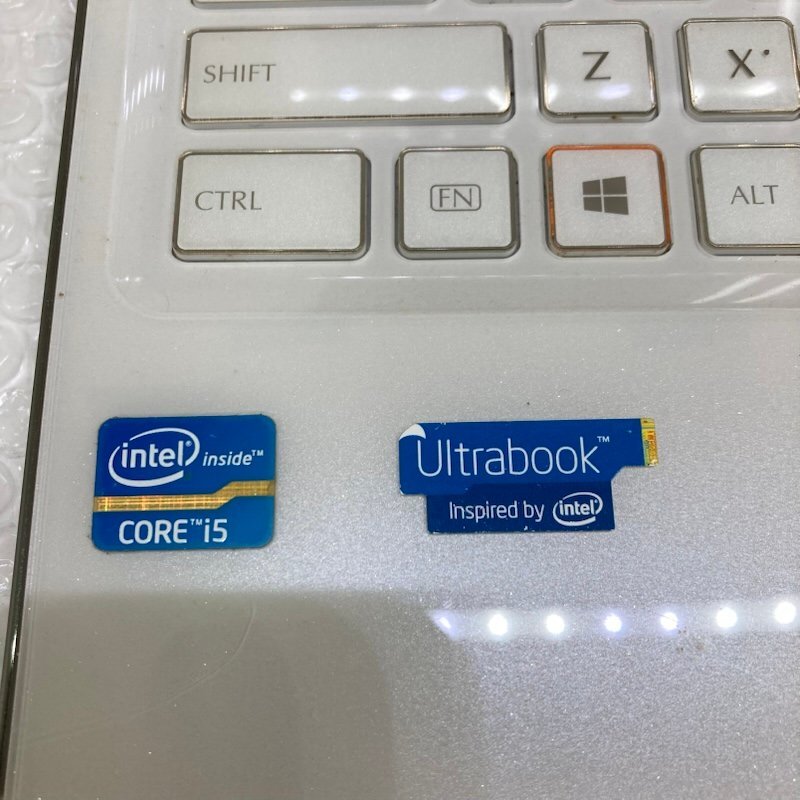 SHIFT
Z
X
CTRL
FN
ALT
intel® inside™
CORE™ i5
Ultrabook™
Inspired by intel